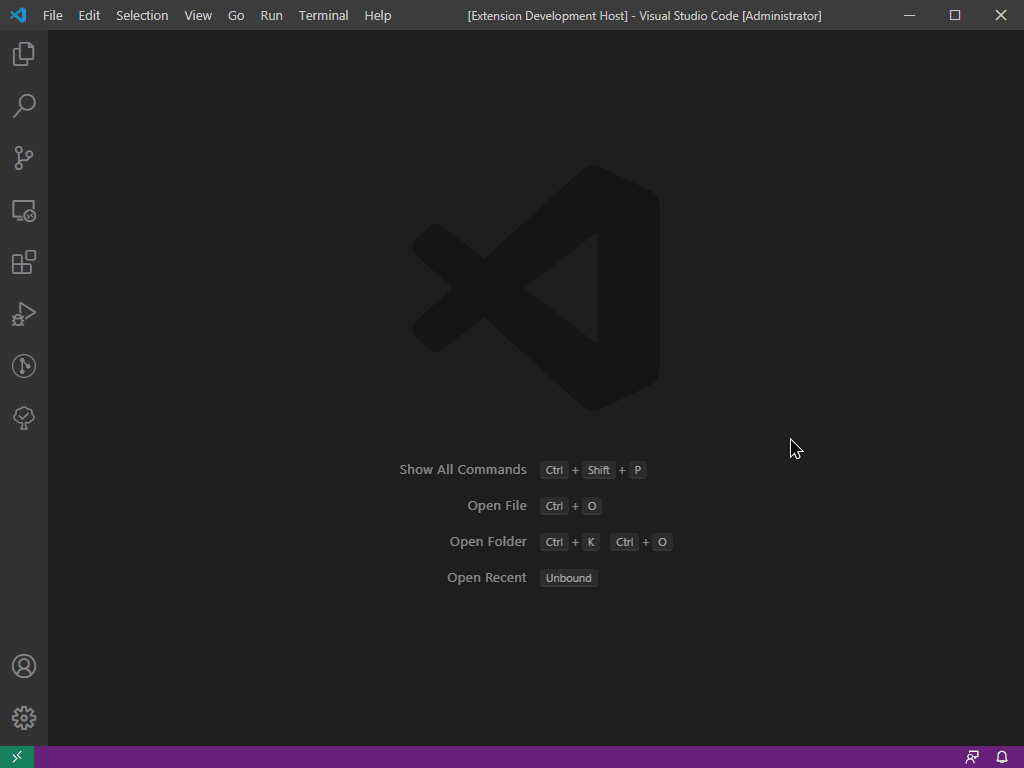 File Edit Selection View Go Run Terminal Help [Extension Development Host] - Visual Studio Code [Administrator]
Show All Commands Ctrl + Shift + P
Open File Ctrl + O
Open Folder Ctrl + K Ctrl + O
Open Recent Unbound